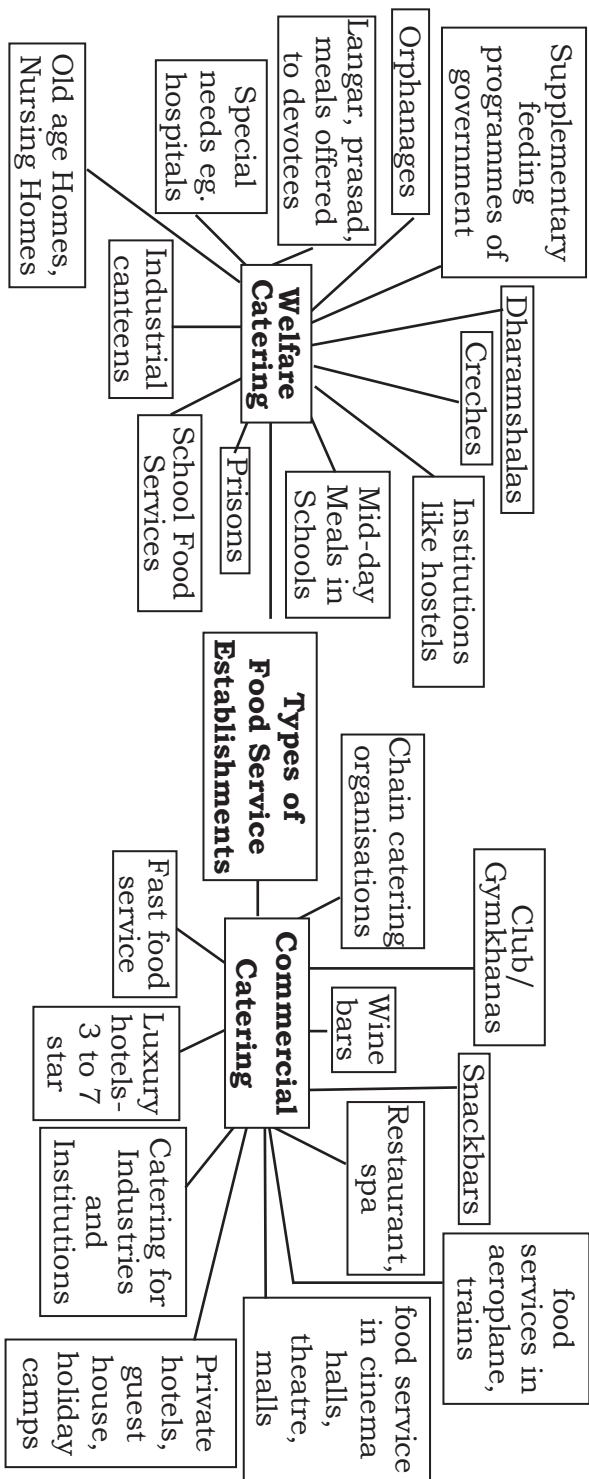 Supplementary
feeding
programmes of
government
Orphanages
Langar, prasad,
meals offered
to devotees
Special
needs eg.
hospitals
Old age Homes,
Nursing Homes
Dharamshalas
Creches
Institutions
like hostels
Welfare
Catering
Mid-day
Meals in
Schools
Prisons
School Food
Services
Industrial
canteens
Types of
Food Service
Establishments
Chain catering
organisations
Club/
Gymkhanas
Wine
bars
Snackbars
Commercial
Catering
Restaurant,
spa
food
services in
aeroplane,
trains
food service
in cinema
halls,
theatre,
malls
Fast food
service
Luxury
hotels-
3 to 7
star
Catering for
Industries
and
Institutions
Private
hotels,
guest
house,
holiday
camps